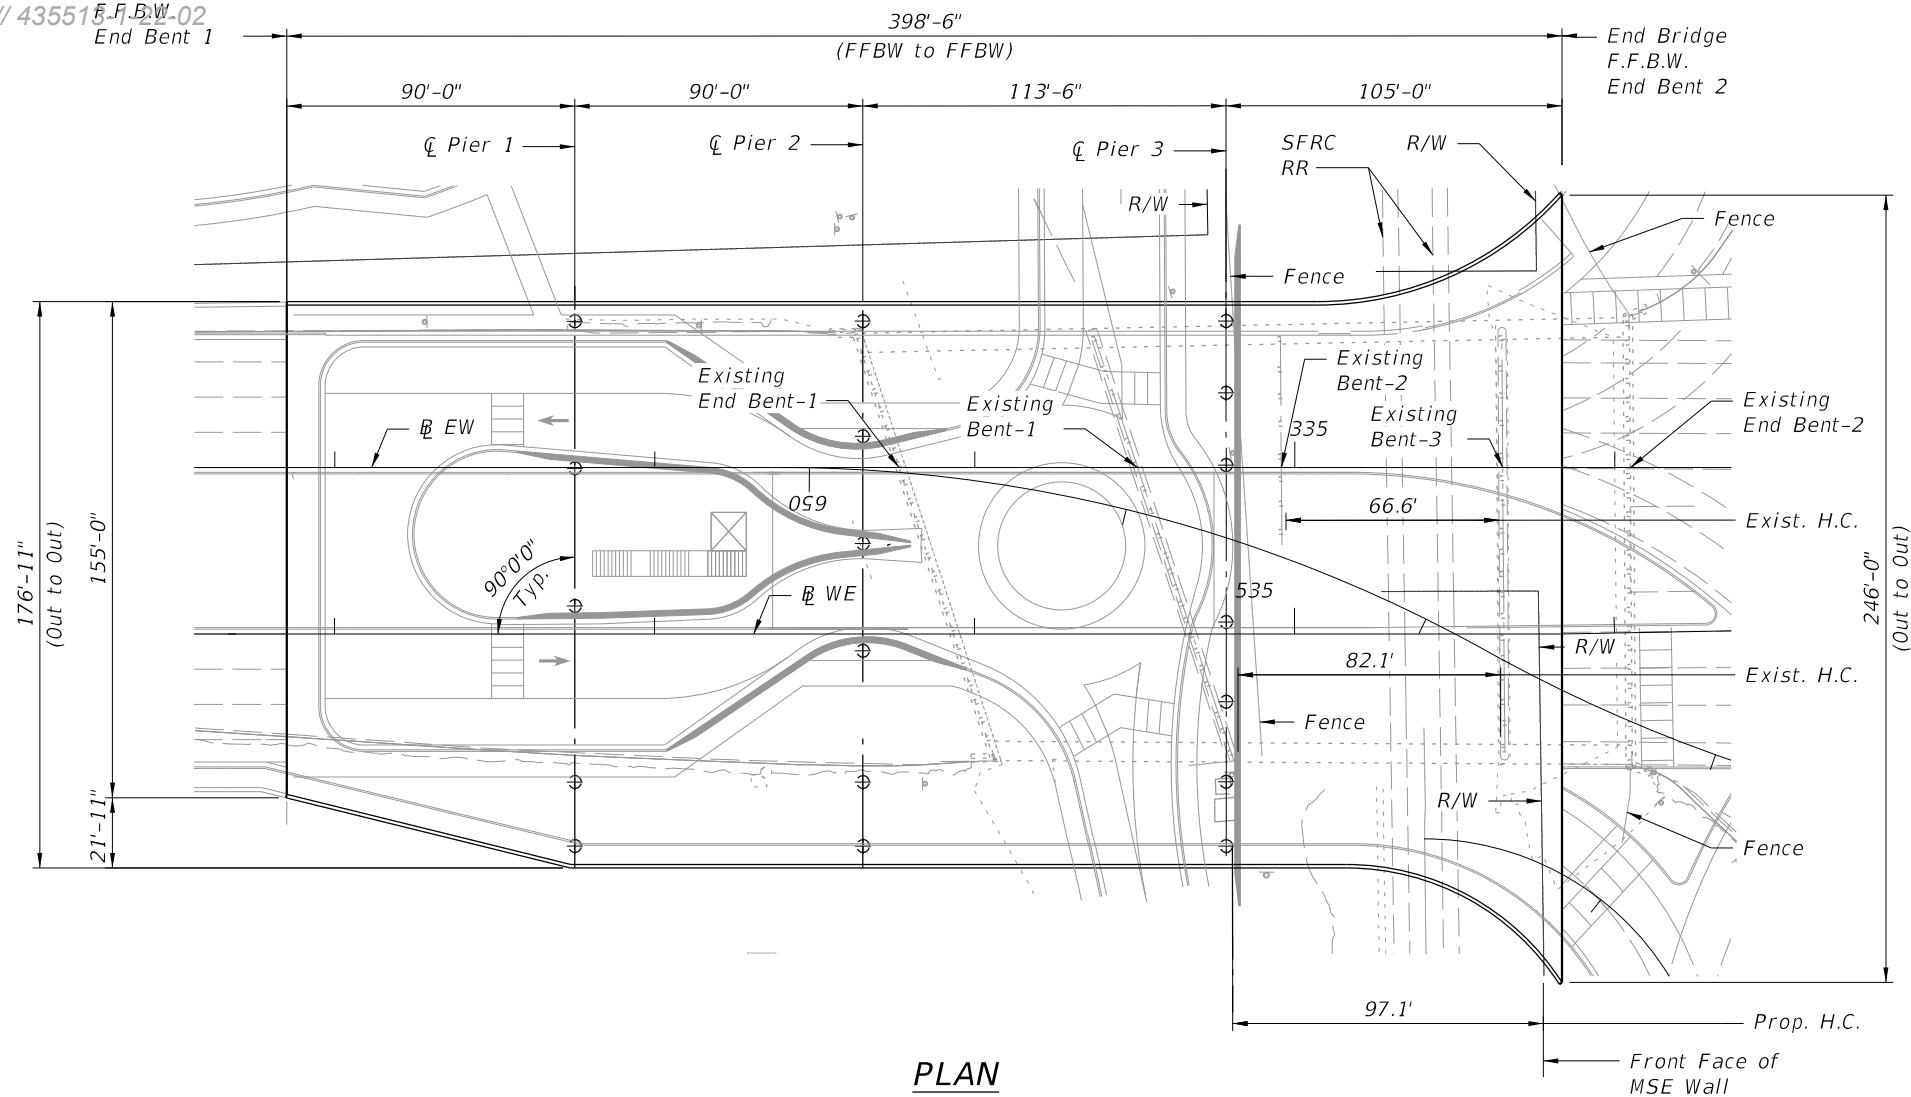 // 435513-1-22-02
F.F.B.W.
End Bent 1
398'-6"
(FFBW to FFBW)
End Bridge
F.F.B.W.
End Bent 2
90'-0"
90'-0"
113'-6"
105'-0"
℄ Pier 1
℄ Pier 2
℄ Pier 3
SFRC
RR
R/W
R/W
Fence
Fence
Existing
End Bent-1
Existing
Bent-1
Existing
Bent-2
Existing
Bent-3
Existing
End Bent-2
B̵L EW
335
650
66.6'
Exist. H.C.
176'-11"
(Out to Out)
155'-0"
90°0'0"
Typ.
B̵L WE
535
246'-0"
(Out to Out)
R/W
82.1'
Exist. H.C.
Fence
R/W
21'-11"
Fence
97.1'
Prop. H.C.
PLAN
Front Face of
MSE Wall